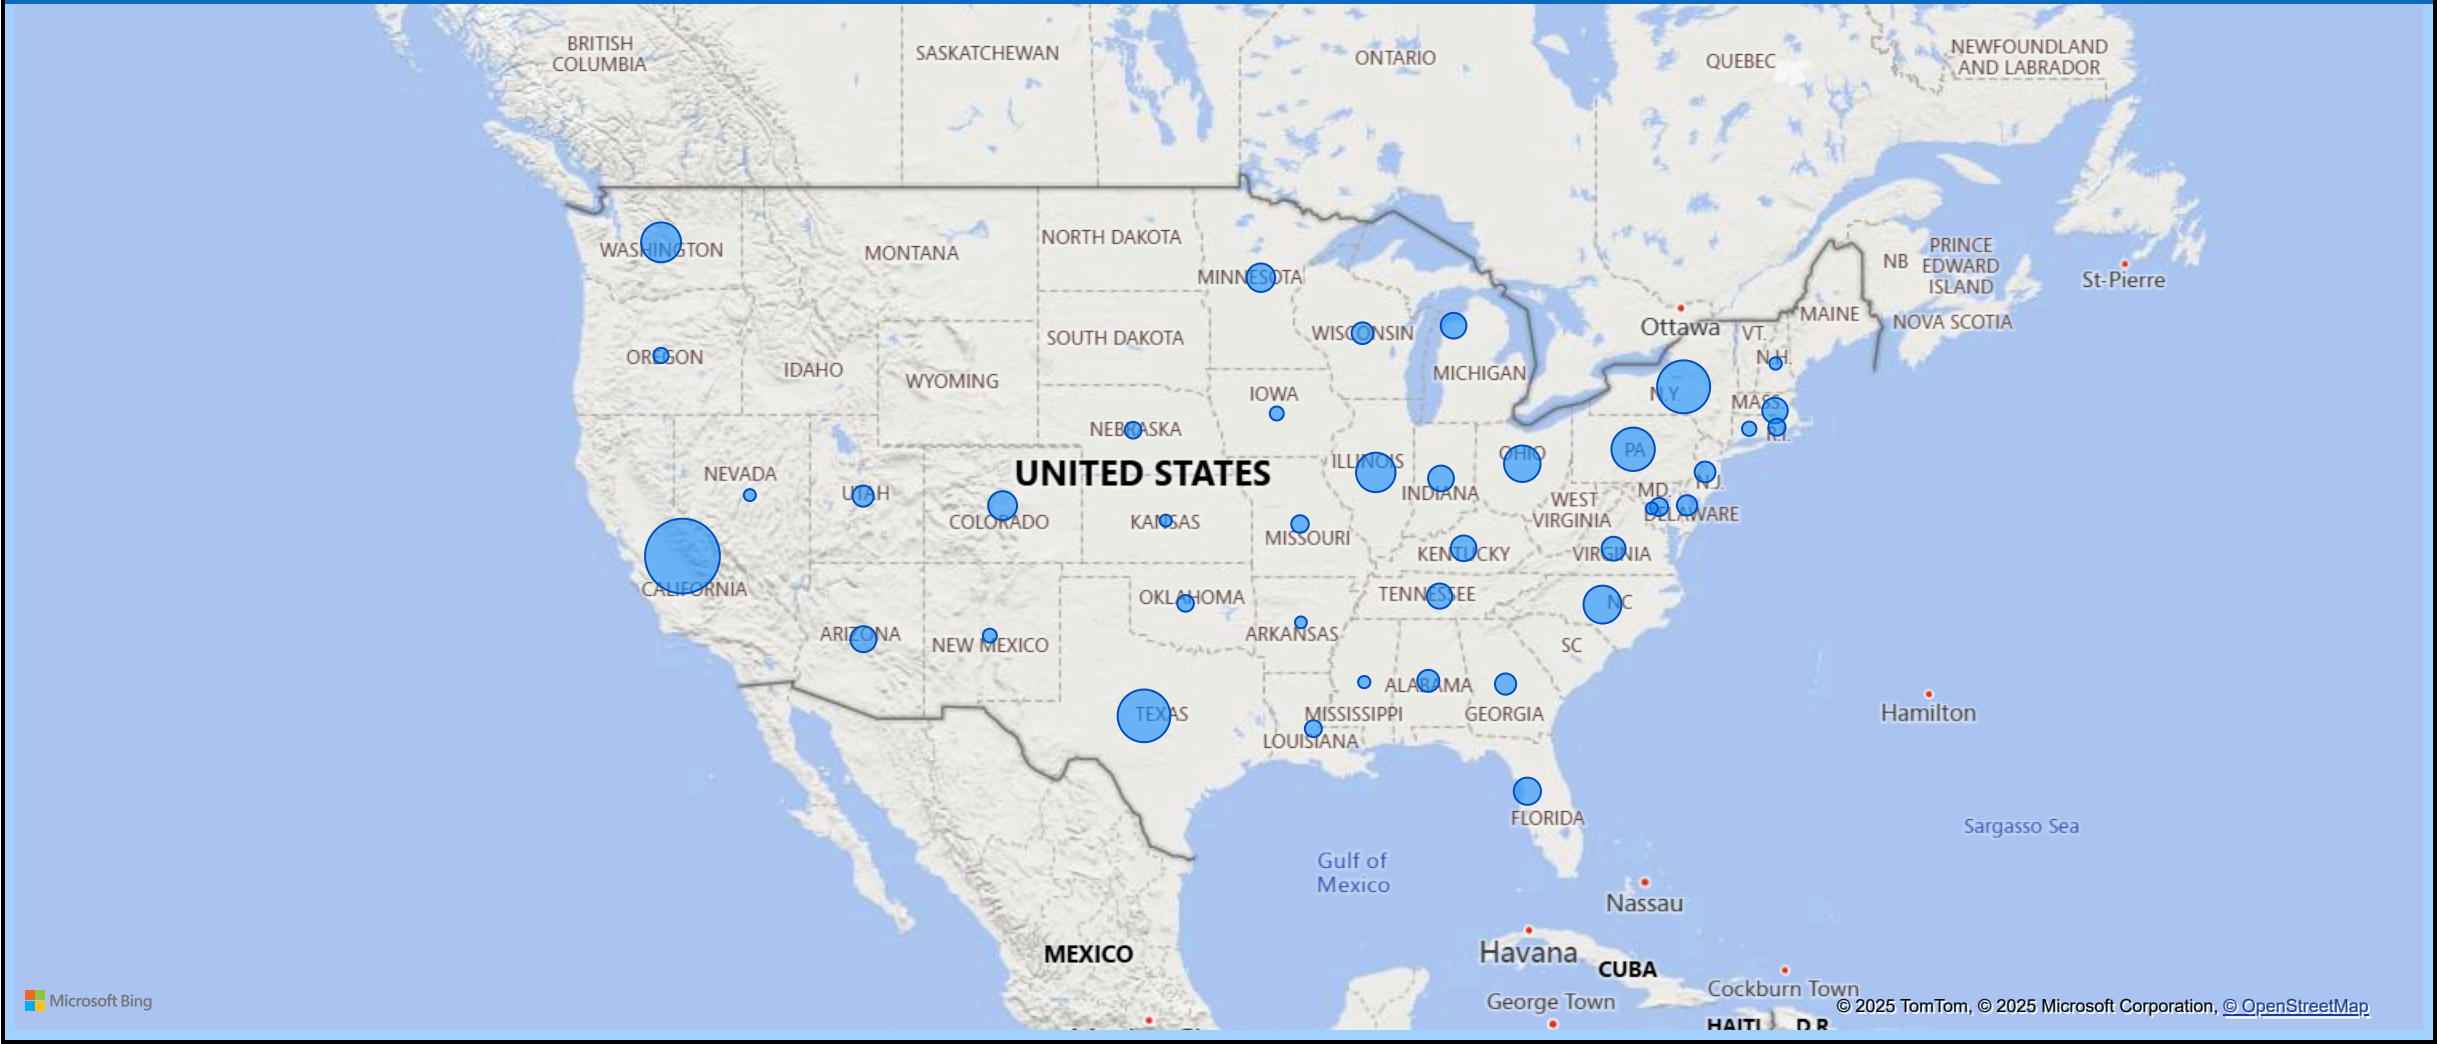 BRITISH
COLUMBIA
SASKATCHEWAN
ONTARIO
QUEBEC
NEWFOUNDLAND
AND LABRADOR
WASHINGTON
MONTANA
NORTH DAKOTA
MINNESOTA
NB
PRINCE
EDWARD
ISLAND
St-Pierre
OREGON
IDAHO
WYOMING
SOUTH DAKOTA
WISCONSIN
MICHIGAN
Ottawa
VT.
MAINE
NOVA SCOTIA
N.H.
N.Y.
MASS.
R.I.
IOWA
NEBRASKA
NEVADA
UTAH
COLORADO
UNITED STATES
KANSAS
MISSOURI
ILLINOIS
INDIANA
OHIO
PA
N.J.
MD.
DELAWARE
WEST
VIRGINIA
KENTUCKY
VIRGINIA
CALIFORNIA
ARIZONA
NEW MEXICO
OKLAHOMA
ARKANSAS
TENNESSEE
NC
SC
TEXAS
ALABAMA
MISSISSIPPI
GEORGIA
LOUISIANA
FLORIDA
Hamilton
Sargasso Sea
Gulf of
Mexico
Nassau
Havana
CUBA
MEXICO
George Town
Cockburn Town
HAITI
D.R.
Microsoft Bing
© 2025 TomTom, © 2025 Microsoft Corporation, © OpenStreetMap